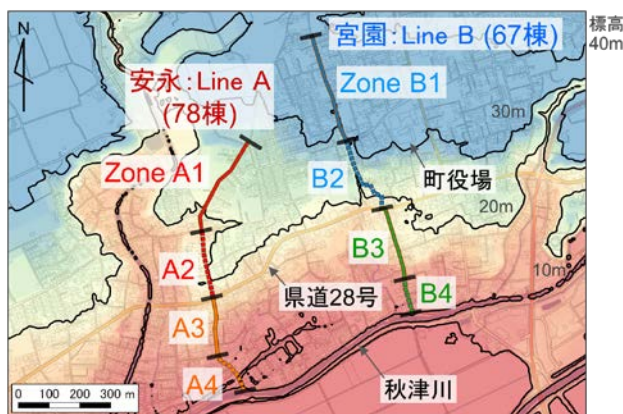 N
標高
40m
宮園:Line B (67棟)
安永:Line A
(78棟)
Zone B1
30m
Zone A1
B2
町役場
20m
B3
A2
10m
県道28号
B4
A3
A4
秋津川
0 100 200 300 m